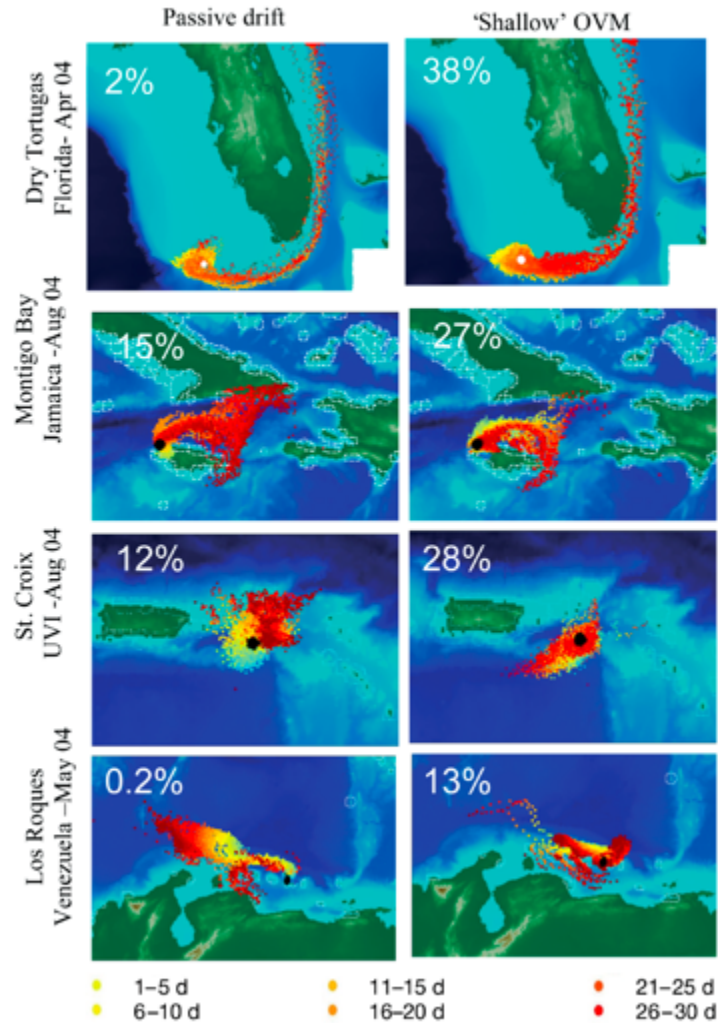 Passive drift
‘Shallow’ OVM
Dry Tortugas
Florida- Apr 04
2%
38%
Montigo Bay
Jamaica -Aug 04
15%
27%
St. Croix
UVI -Aug 04
12%
28%
Los Roques
Venezuela –May 04
0.2%
13%
1–5 d
11–15 d
21–25 d
6–10 d
16–20 d
26–30 d